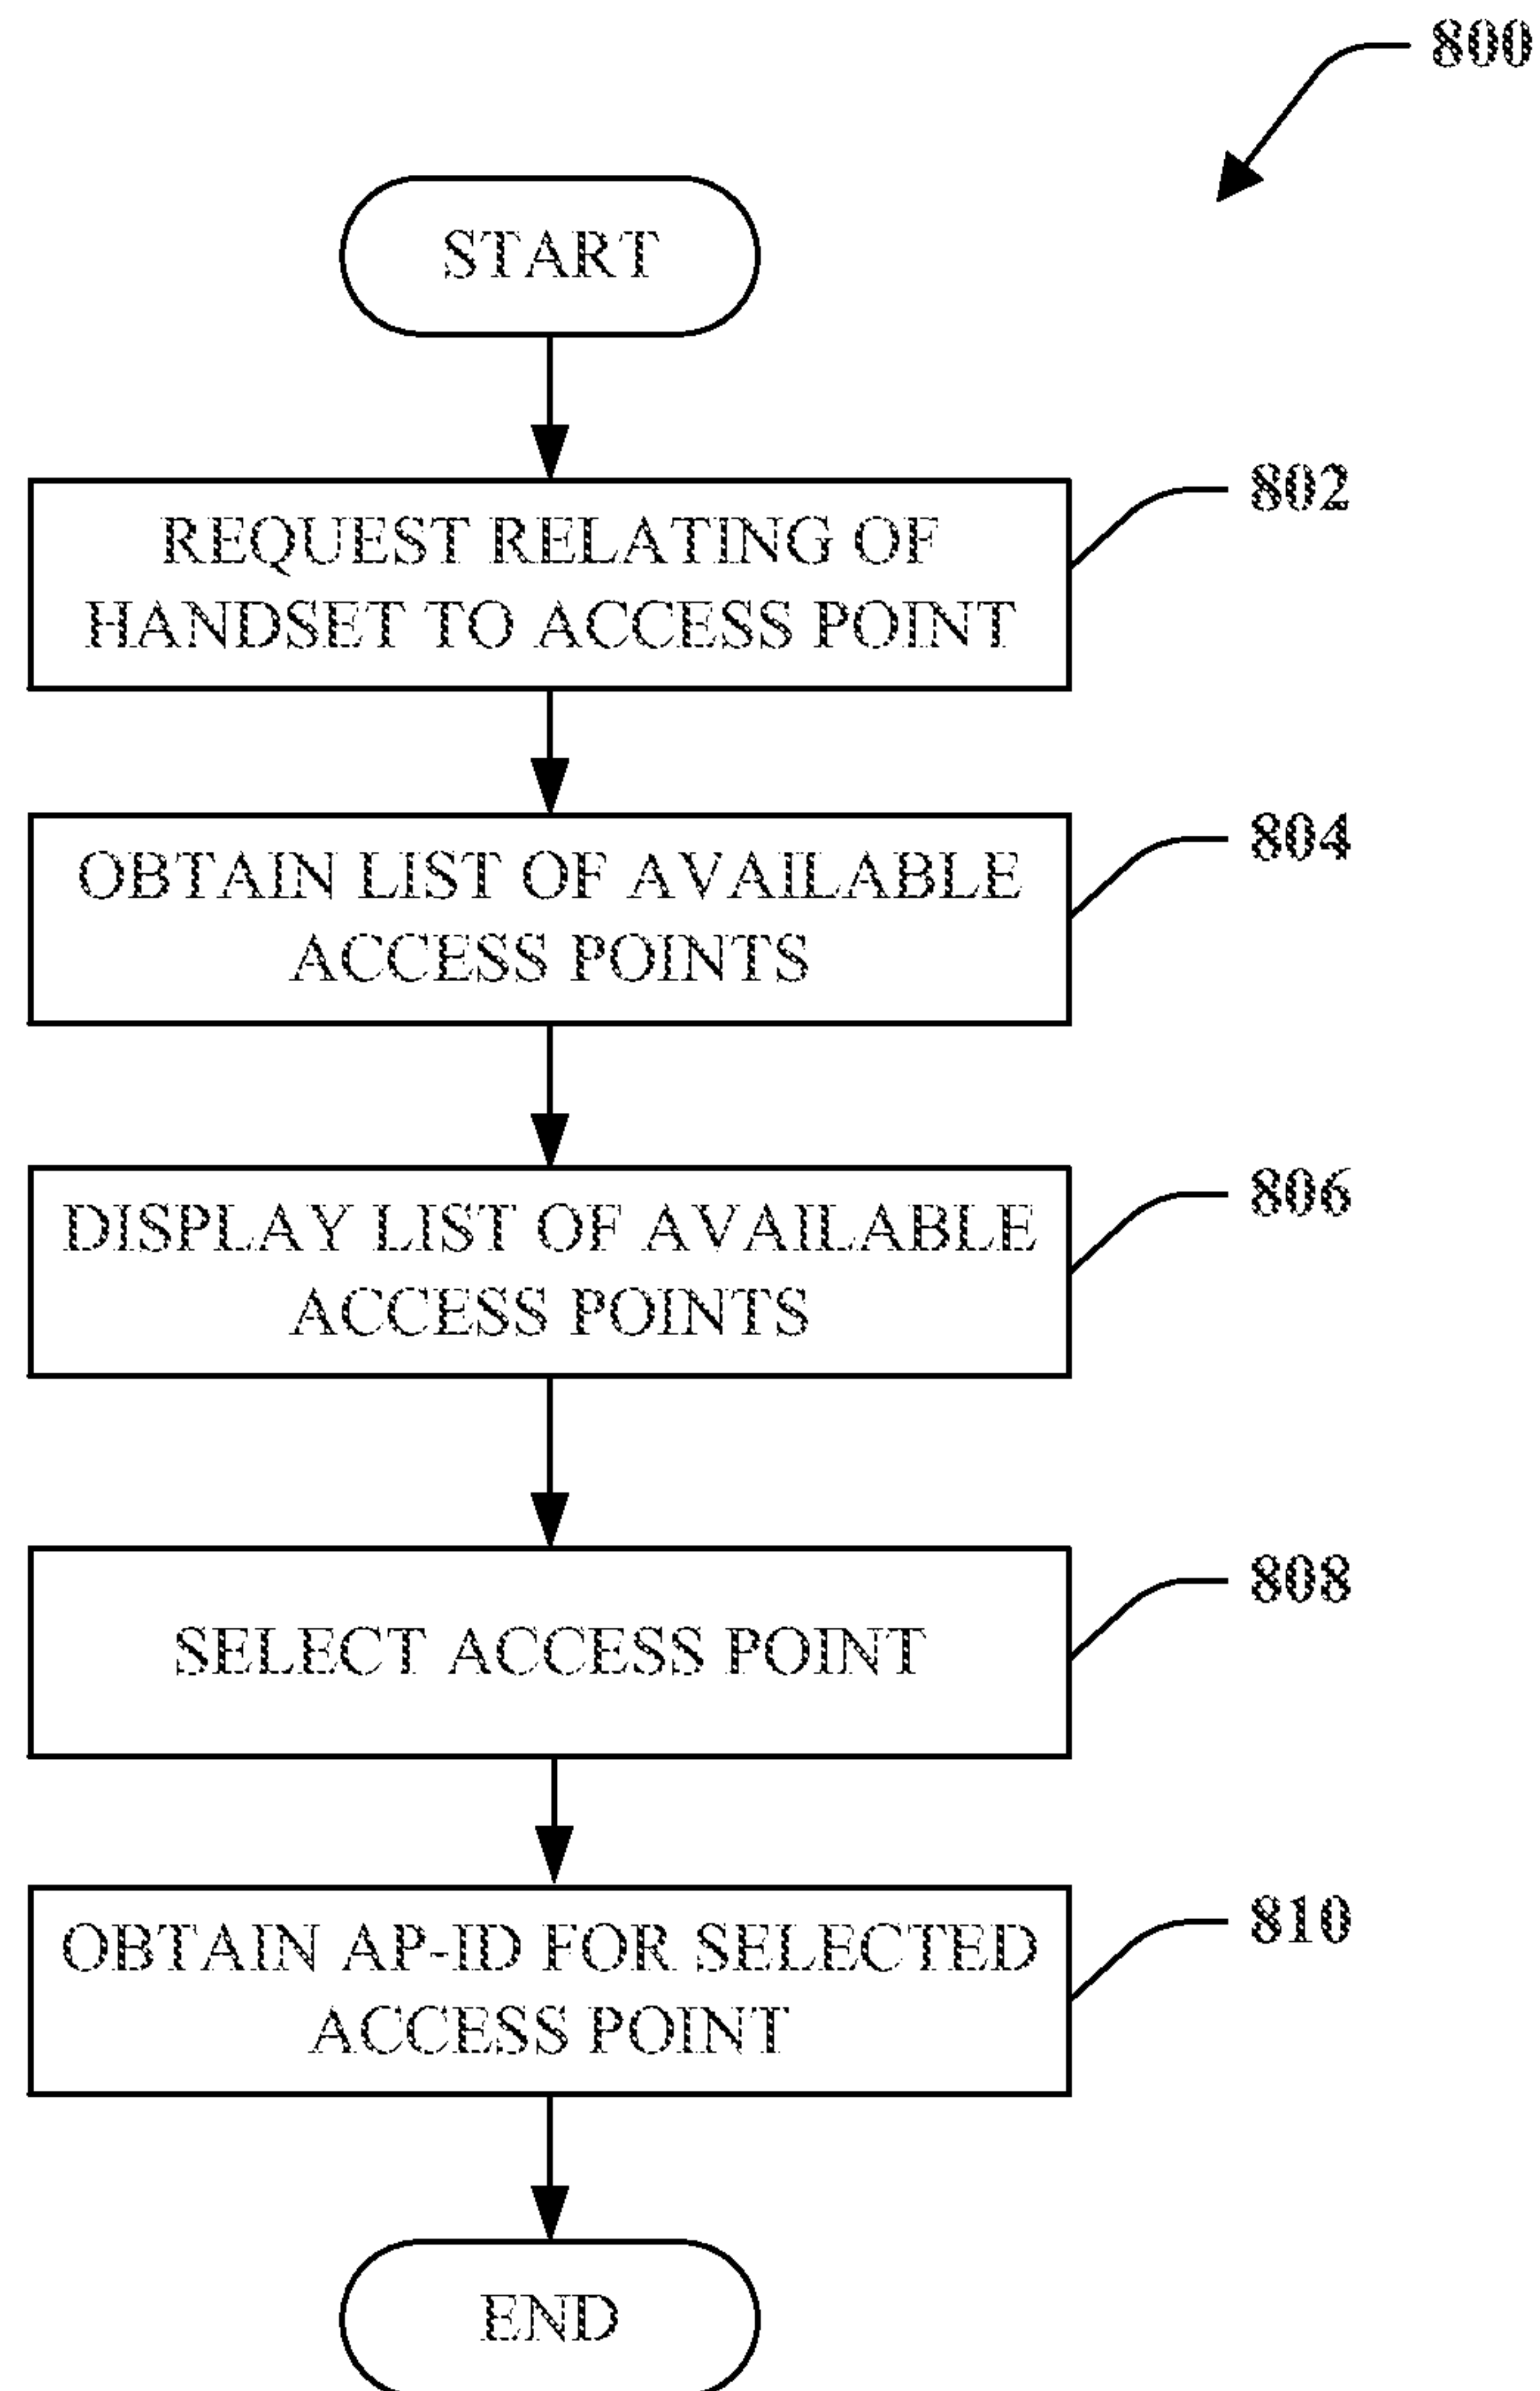 800
START
REQUEST RELATING OF
HANDSET TO ACCESS POINT
802
OBTAIN LIST OF AVAILABLE
ACCESS POINTS
804
DISPLAY LIST OF AVAILABLE
ACCESS POINTS
806
SELECT ACCESS POINT
808
OBTAIN AP-ID FOR SELECTED
ACCESS POINT
810
END